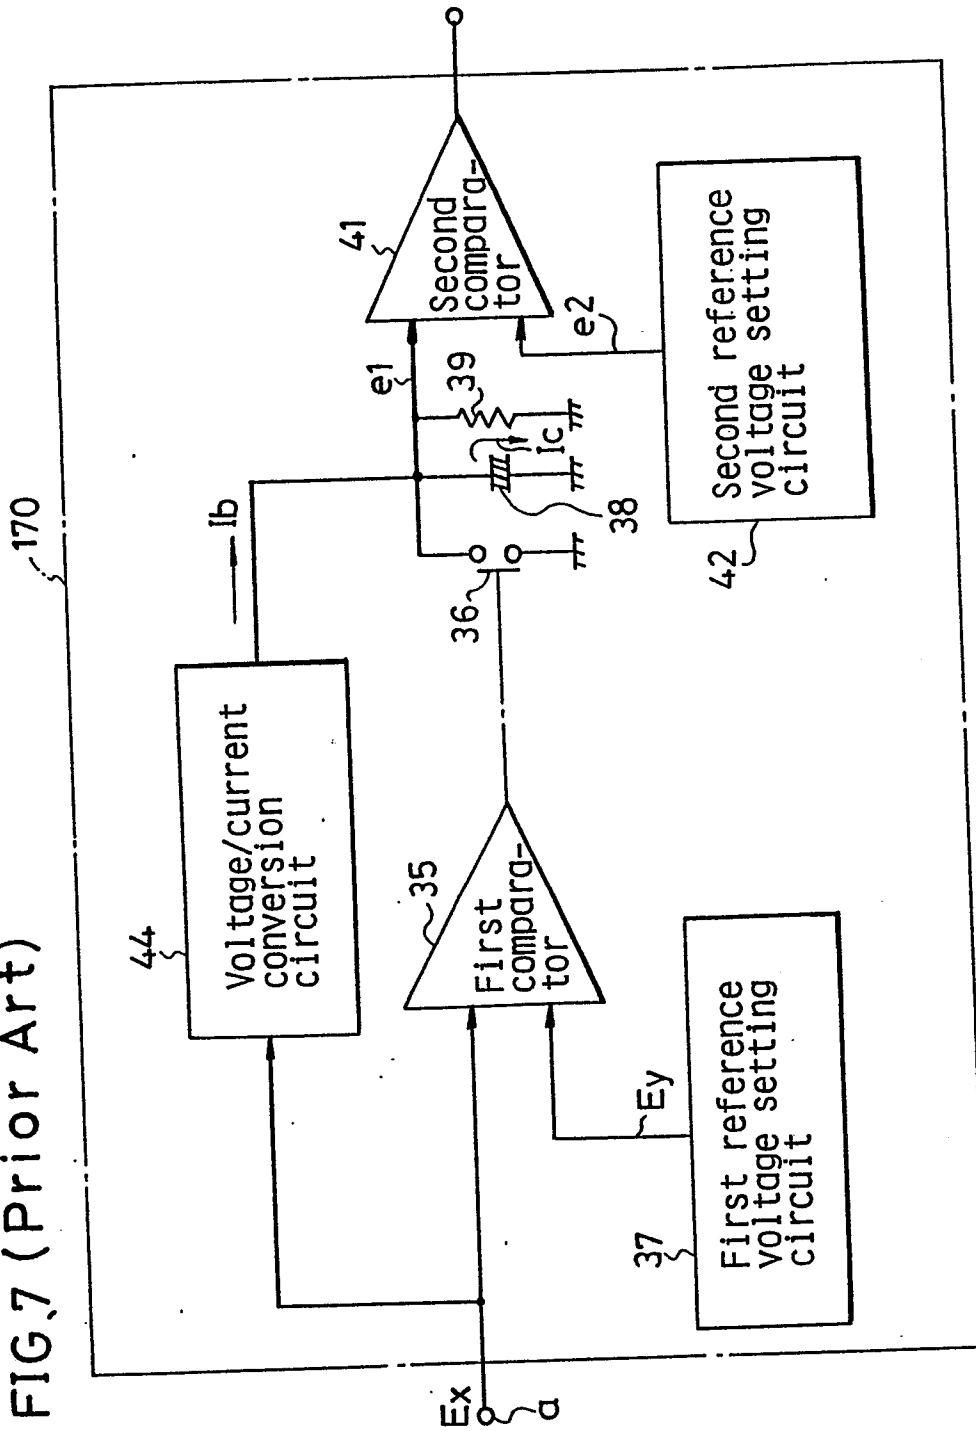 FIG.7 (Prior Art)
170
44
Voltage/current
conversion
circuit
Ib
Ex
a
35
First
compara-
tor
Ey
37
First reference
voltage setting
circuit
36
38
Ic
39
e1
41
Second
compara-
tor
e2
42
Second reference
voltage setting
circuit